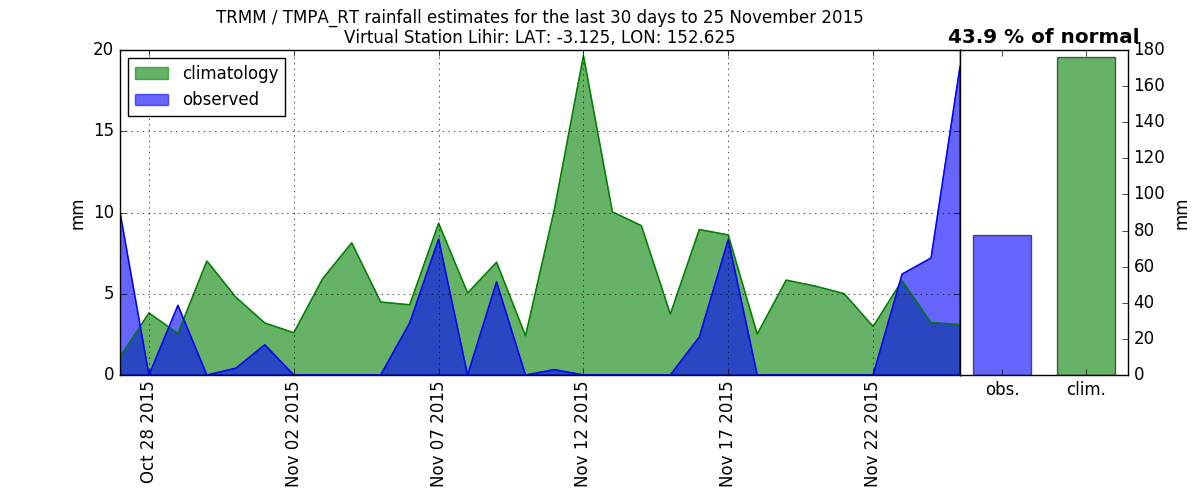 TRMM / TMPA_RT rainfall estimates for the last 30 days to 25 November 2015
Virtual Station Lihir: LAT: -3.125, LON: 152.625
43.9 % of normal
climatology
observed
20
15
10
5
0
mm
Oct 28 2015
Nov 02 2015
Nov 07 2015
Nov 12 2015
Nov 17 2015
Nov 22 2015
obs.
clim.
180
160
140
120
100
80
60
40
20
0
mm